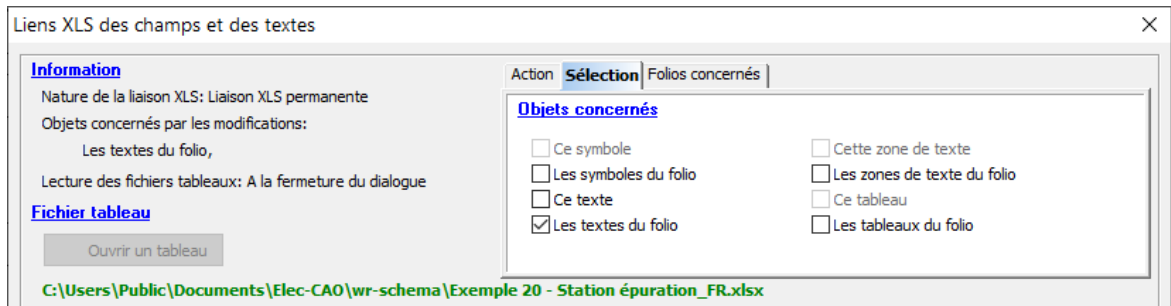 Liens XLS des champs et des textes
Information
Nature de la liaison XLS: Liaison XLS permanente
Objets concernés par les modifications:
Les textes du folio,
Lecture des fichiers tableaux: A la fermeture du dialogue
Fichier tableau
Ouvrir un tableau
Action Sélection Folios concernés
Objets concernés
Ce symbole Cette zone de texte
Les symboles du folio Les zones de texte du folio
Ce texte Ce tableau
Les textes du folio Les tableaux du folio
C:\Users\Public\Documents\Elec-CAO\wr-schema\Exemple 20 - Station épuration_FR.xlsx